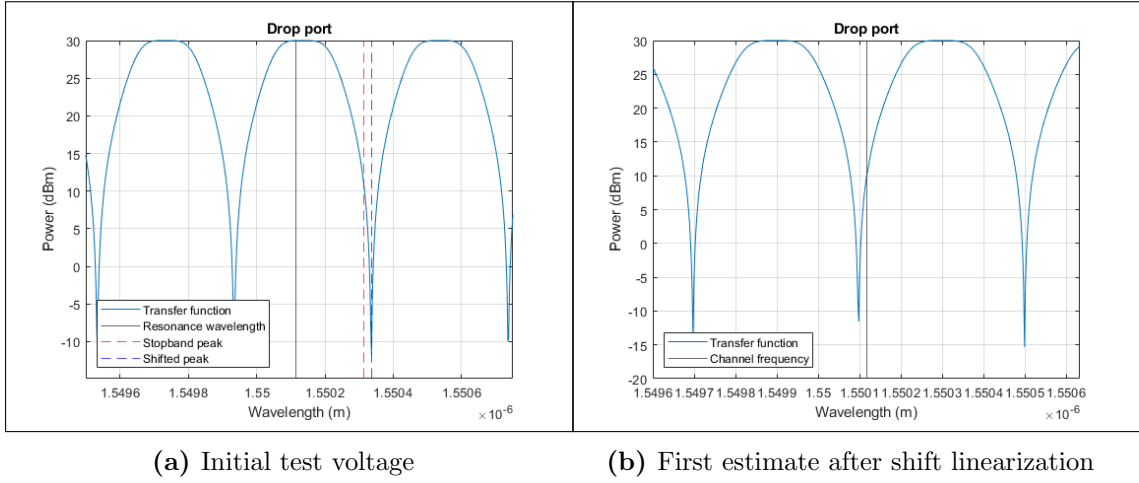 Drop port
30
25
20
15
10
5
0
-5
-10
Power (dBm)
Transfer function
Resonance wavelength
Stopband peak
Shifted peak
1.5496 1.5498 1.55 1.5502 1.5504 1.5506
Wavelength (m)
× 10⁻⁶
(a) Initial test voltage
Drop port
30
25
20
15
10
5
0
-5
-10
-15
-20
Power (dBm)
Transfer function
Channel frequency
1.5496 1.5497 1.5498 1.5499 1.55 1.5501 1.5502 1.5503 1.5504 1.5505 1.5506
Wavelength (m)
× 10⁻⁶
(b) First estimate after shift linearization